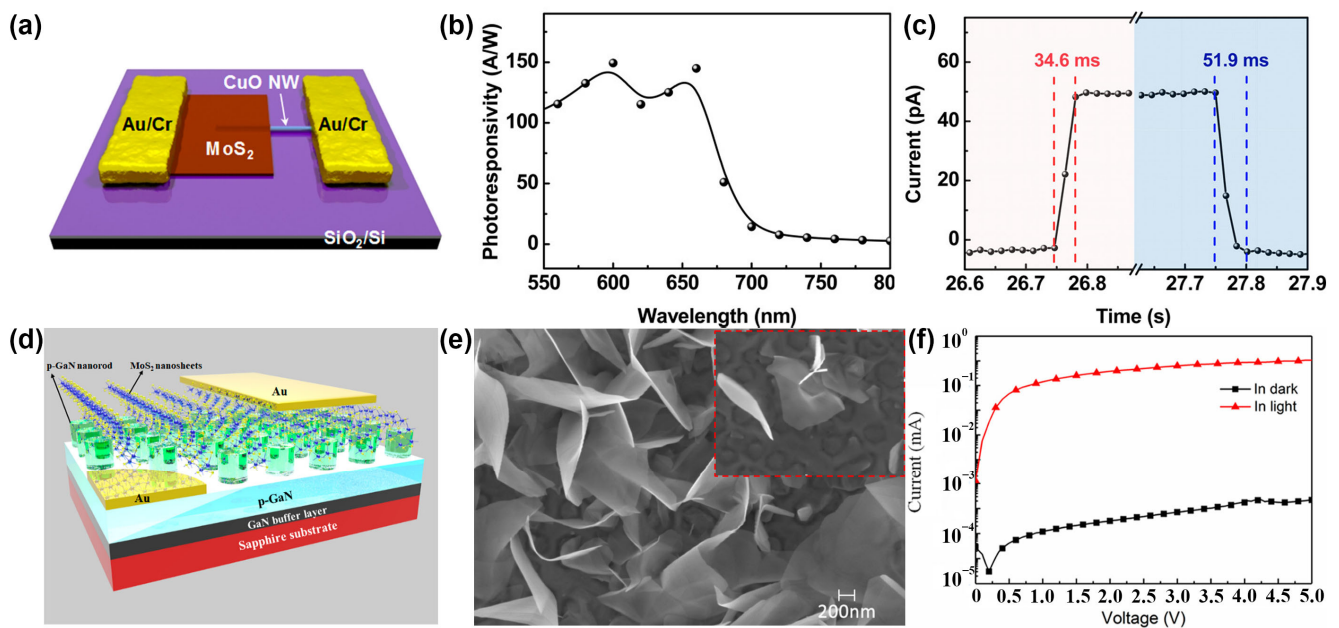 (a)
CuO NW
Au/Cr
Au/Cr
MoS2
SiO2/Si
(b)
Photoresponsivity (A/W)
150
100
50
0
550 600 650 700 750 80
Wavelength (nm)
(c)
Current (pA)
60
40
20
0
34.6 ms
51.9 ms
26.6 26.7 26.8 27.7 27.8 27.9
Time (s)
(d)
p-GaN nanorod
MoS2 nanosheets
Au
Au
p-GaN
GaN buffer layer
Sapphire substrate
(e)
200nm
(f)
Current (mA)
10^0
10^-1
10^-2
10^-3
10^-4
10^-5
In dark
In light
0 0.5 1.0 1.5 2.0 2.5 3.0 3.5 4.0 4.5 5.0
Voltage (V)